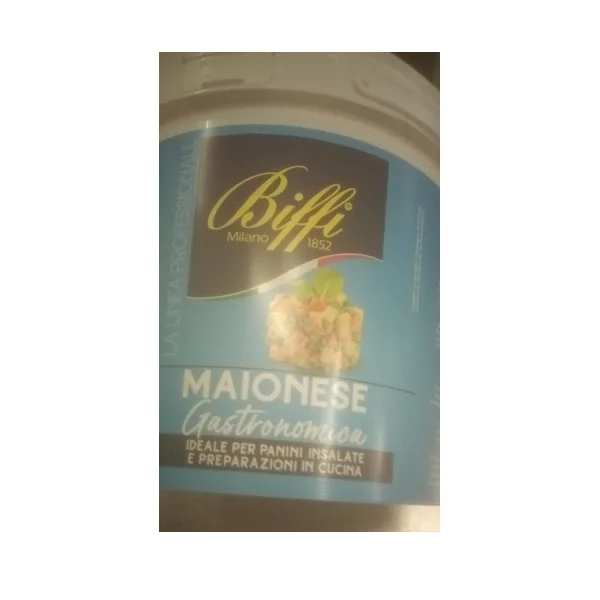 LA LINEA PROFESSIONALE
Biffi
Milano 1852
MAIONESE
Gastronomica
IDEALE PER PANINI INSALATE
E PREPARAZIONI IN CUCINA